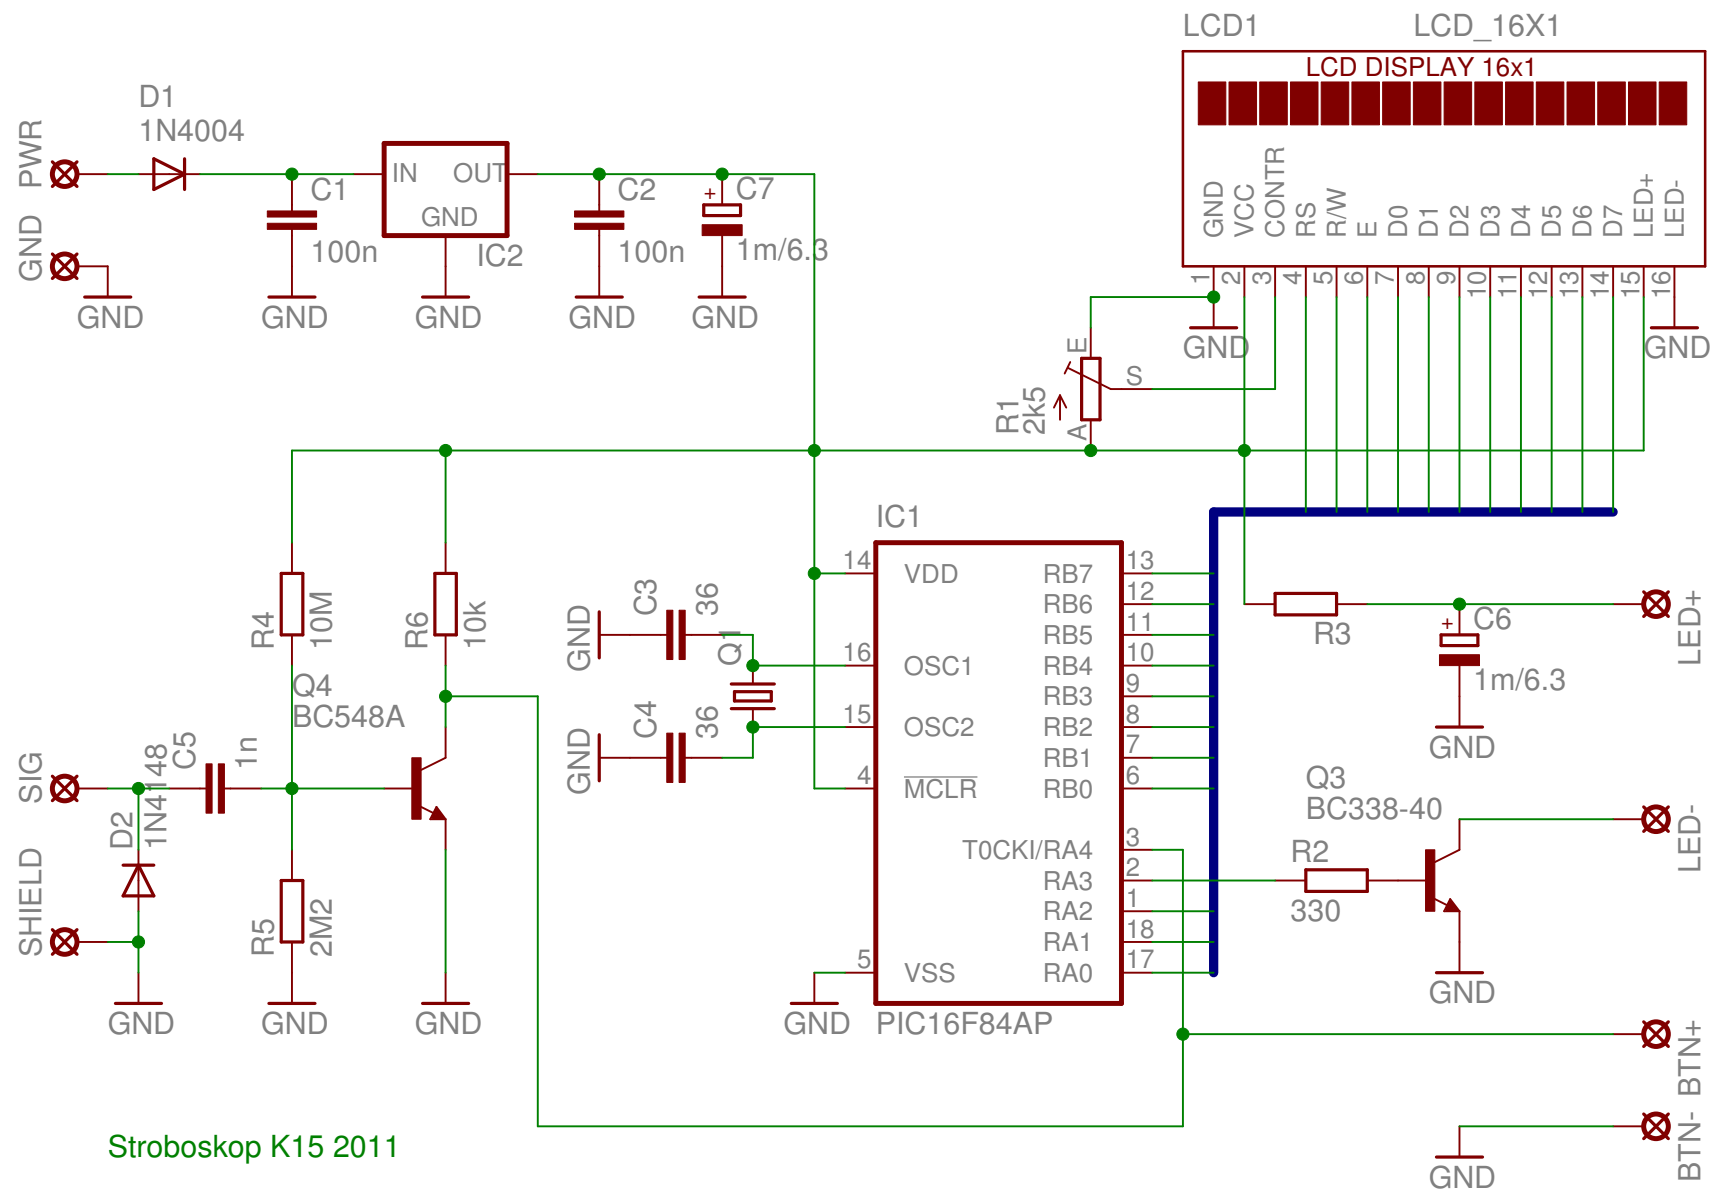 LCD1
LCD_16X1
LCD DISPLAY 16x1
GND
VCC
CONTR
RS
R/W
E
D0
D1
D2
D3
D4
D5
D6
D7
LED+
LED-
1
2
3
4
5
6
7
8
9
10
11
12
13
14
15
16
GND
GND
D1
1N4004
PWR
GND
GND
C1
100n
GND
IN
OUT
GND
IC2
GND
C2
100n
GND
C7
+
1m/6.3
GND
E
S
A
R1
2k5
R4
10M
R6
10k
Q4
BC548A
SIG
SHIELD
D2
1N4148
C5
1n
R5
2M2
GND
GND
GND
GND
C3
36
Q1
GND
C4
36
IC1
14
VDD
16
OSC1
15
OSC2
4
MCLR
5
VSS
GND
PIC16F84AP
RB7
13
RB6
12
RB5
11
RB4
10
RB3
9
RB2
8
RB1
7
RB0
6
T0CKI/RA4
3
RA3
2
RA2
1
RA1
18
RA0
17
R3
C6
+
1m/6.3
GND
LED+
Q3
BC338-40
R2
330
GND
LED-
BTN+
BTN-
GND
Stroboskop K15 2011